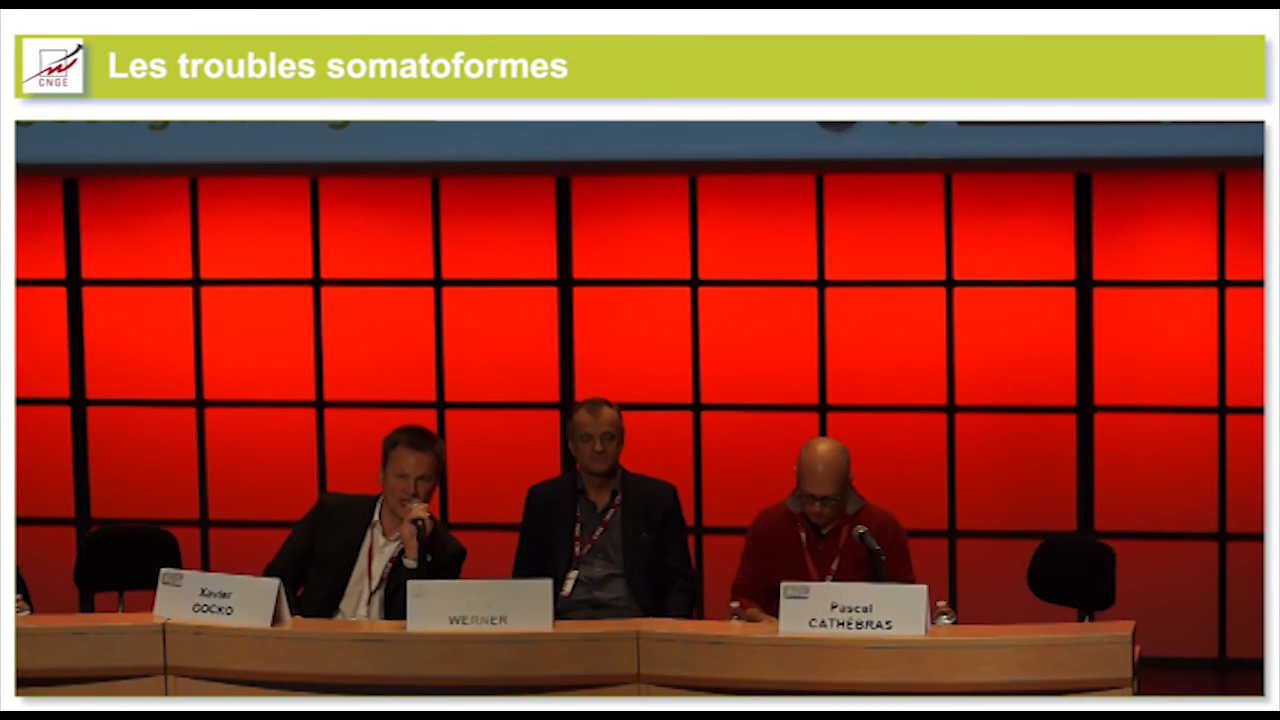 CNGE
Les troubles somatoformes
Xavier
GOCKO
WERNER
Pascal
CATHÉBRAS